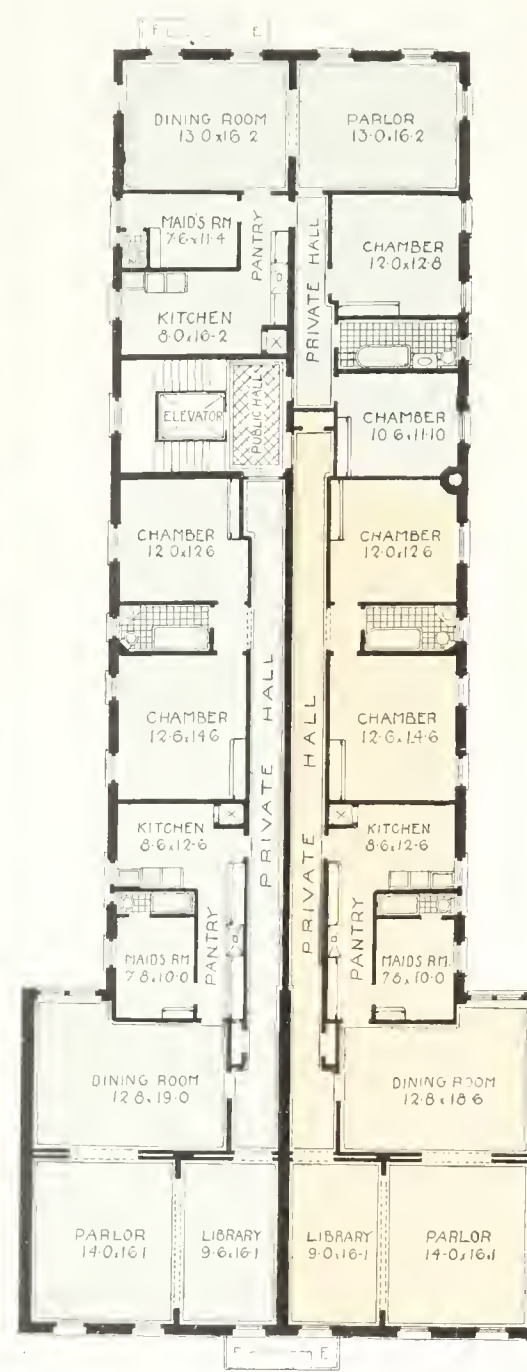 DINING ROOM
13.0x16.2
PARLOR
13.0x16.2
MAID'S RM
7.6x11.4
PANTRY
KITCHEN
8.0x16-2
PRIVATE HALL
CHAMBER
12.0x12.8
ELEVATOR
PUBLIC HALL
CHAMBER
10.6x11.10
CHAMBER
12.0x12.6
CHAMBER
12.0x12.6
CHAMBER
12.6x14.6
CHAMBER
12.6x14.6
PRIVATE HALL
PRIVATE HALL
KITCHEN
8.6x12.6
KITCHEN
8.6x12-6
MAID'S RM
7.8x10.0
PANTRY
PANTRY
MAIDS RM.
7.8x10.0
DINING ROOM
12.8x19.0
DINING ROOM
12.8x18.6
PARLOR
14.0x16.1
LIBRARY
9.6x16.1
LIBRARY
9.0x16.1
PARLOR
14.0x16.1